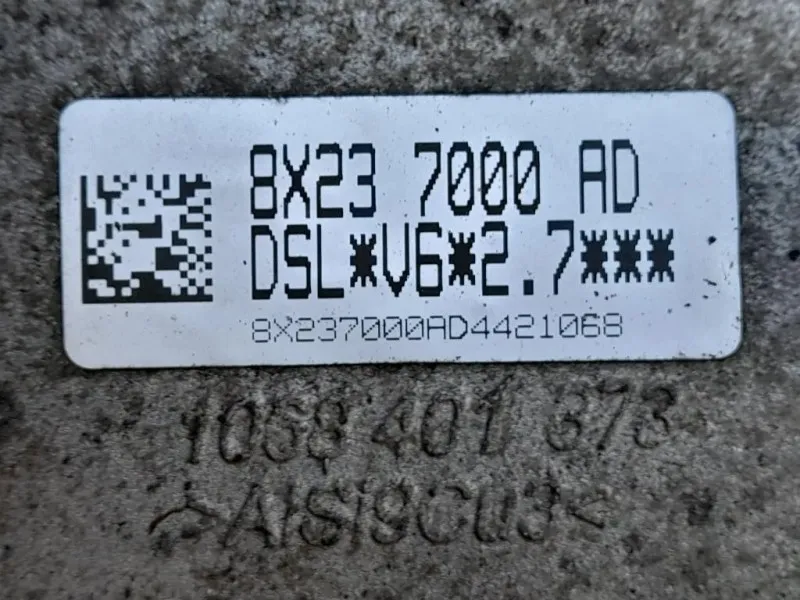 8X23 7000 AD
DSL*V6*2.7***
8X237000AD4421068
1068 401 373
>AlSi9Cu3<